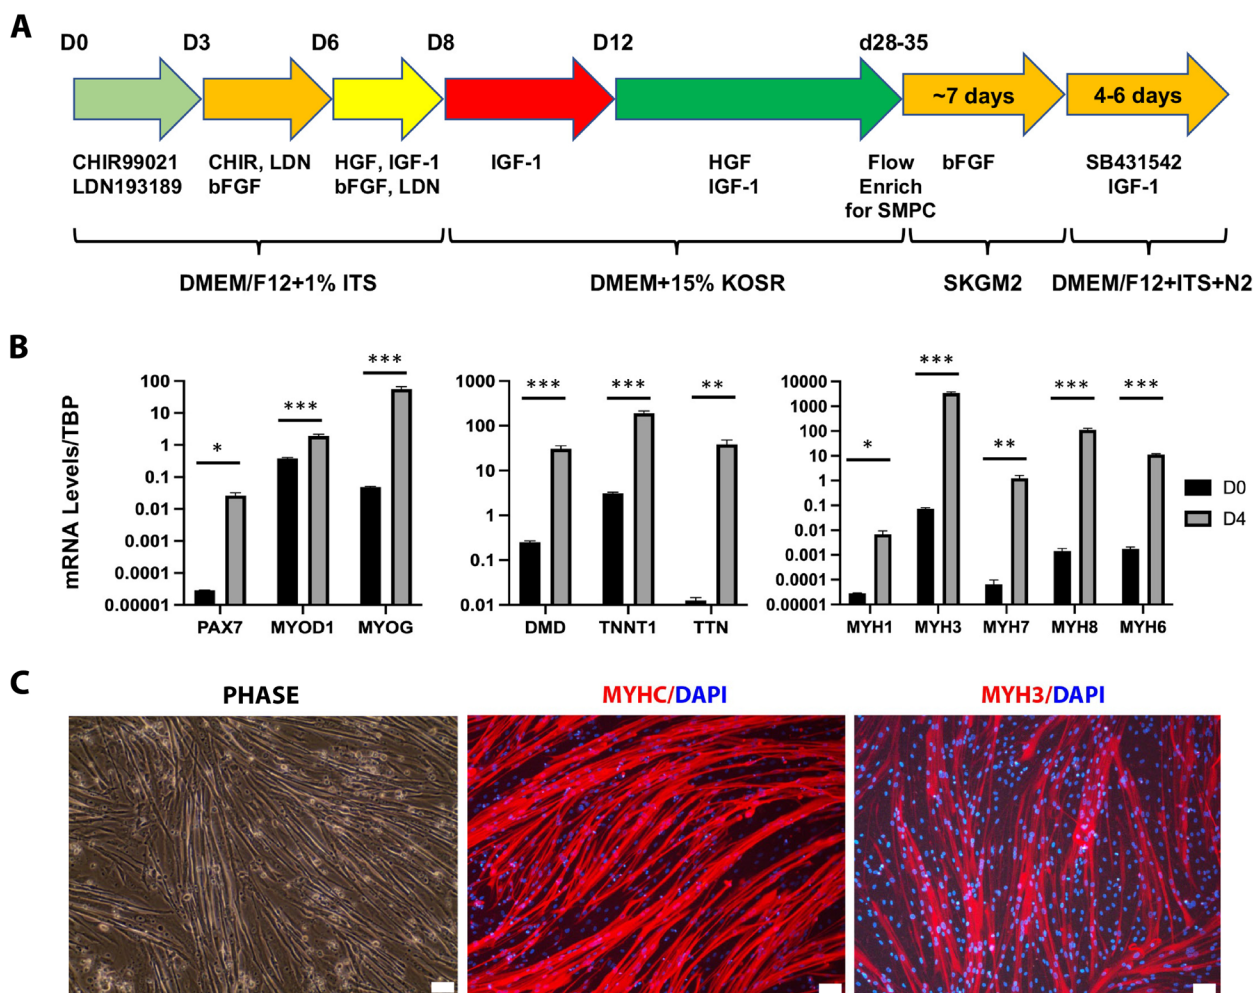 A
D0 D3 D6 D8 D12 d28-35
~7 days 4-6 days
CHIR99021 CHIR, LDN HGF, IGF-1 IGF-1 HGF Flow bFGF SB431542
LDN193189 bFGF bFGF, LDN IGF-1 Enrich IGF-1
for SMPC
DMEM/F12+1% ITS DMEM+15% KOSR SKGM2 DMEM/F12+ITS+N2
B
mRNA Levels/TBP
100
10
1
0.1
0.01
0.001
0.0001
0.00001
* *** ***
PAX7 MYOD1 MYOG
1000
100
10
1
0.1
0.01
*** *** **
DMD TNNT1 TTN
10000
1000
100
10
1
0.1
0.01
0.001
0.0001
0.00001
* *** ** *** ***
MYH1 MYH3 MYH7 MYH8 MYH6
D0
D4
C
PHASE MYHC/DAPI MYH3/DAPI